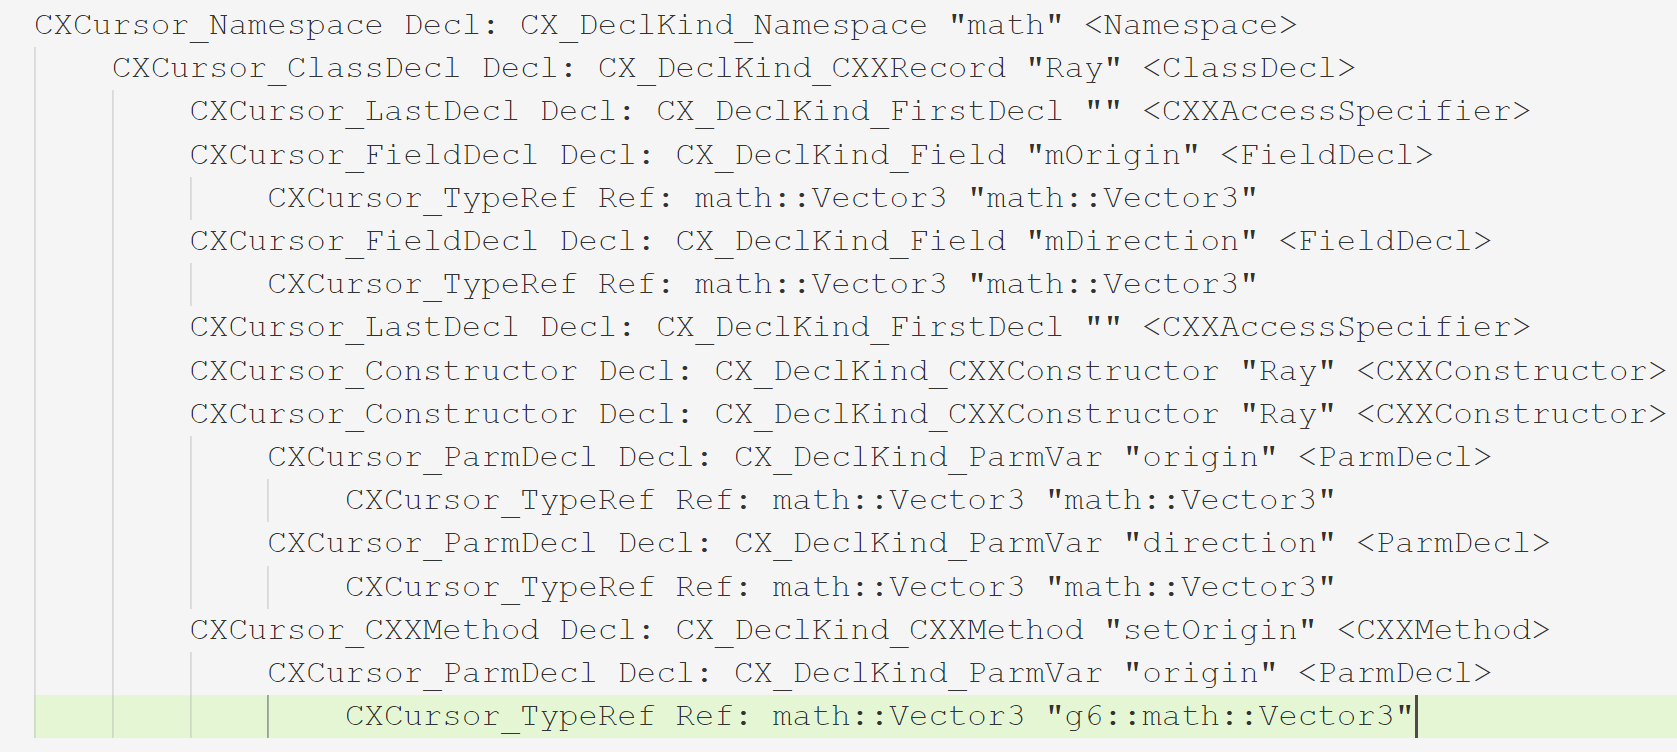 CXCursor_Namespace Decl: CX_DeclKind_Namespace "math" <Namespace>
CXCursor_ClassDecl Decl: CX_DeclKind_CXXRecord "Ray" <ClassDecl>
CXCursor_LastDecl Decl: CX_DeclKind_FirstDecl "" <CXXAccessSpecifier>
CXCursor_FieldDecl Decl: CX_DeclKind_Field "mOrigin" <FieldDecl>
CXCursor_TypeRef Ref: math::Vector3 "math::Vector3"
CXCursor_FieldDecl Decl: CX_DeclKind_Field "mDirection" <FieldDecl>
CXCursor_TypeRef Ref: math::Vector3 "math::Vector3"
CXCursor_LastDecl Decl: CX_DeclKind_FirstDecl "" <CXXAccessSpecifier>
CXCursor_Constructor Decl: CX_DeclKind_CXXConstructor "Ray" <CXXConstructor>
CXCursor_Constructor Decl: CX_DeclKind_CXXConstructor "Ray" <CXXConstructor>
CXCursor_ParmDecl Decl: CX_DeclKind_ParmVar "origin" <ParmDecl>
CXCursor_TypeRef Ref: math::Vector3 "math::Vector3"
CXCursor_ParmDecl Decl: CX_DeclKind_ParmVar "direction" <ParmDecl>
CXCursor_TypeRef Ref: math::Vector3 "math::Vector3"
CXCursor_CXXMethod Decl: CX_DeclKind_CXXMethod "setOrigin" <CXXMethod>
CXCursor_ParmDecl Decl: CX_DeclKind_ParmVar "origin" <ParmDecl>
CXCursor_TypeRef Ref: math::Vector3 "g6::math::Vector3"